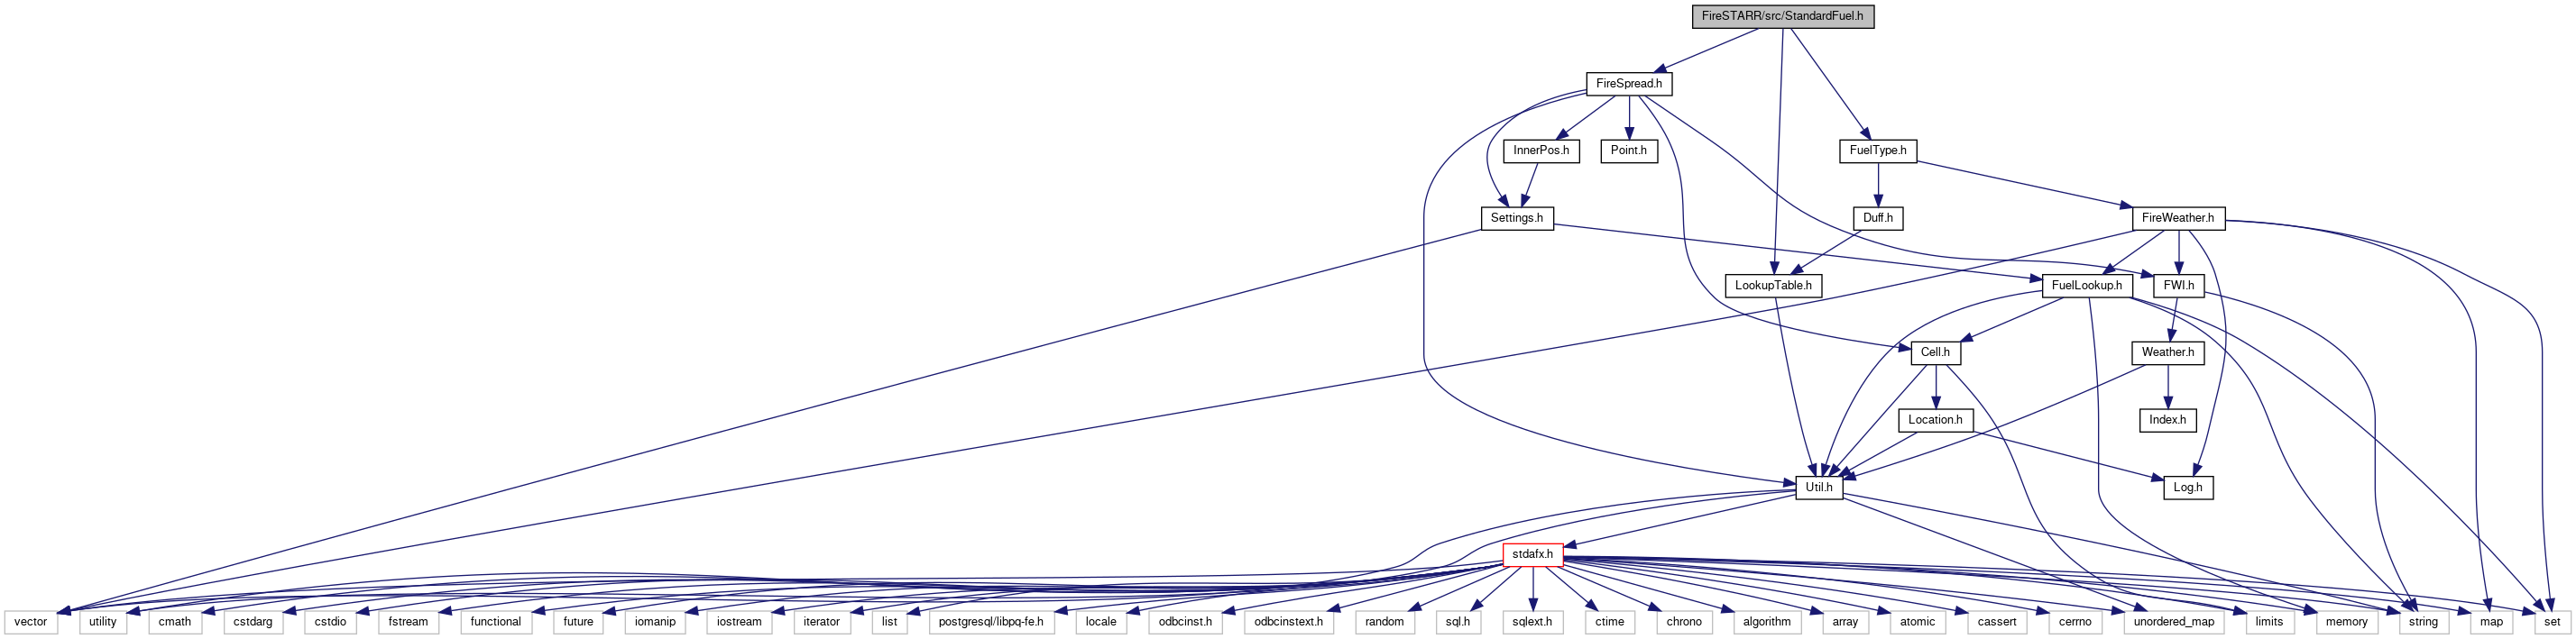 FireSTARR/src/StandardFuel.h
FireSpread.h
InnerPos.h
Point.h
FuelType.h
Settings.h
Duff.h
FireWeather.h
LookupTable.h
FuelLookup.h
FWI.h
Cell.h
Weather.h
Location.h
Index.h
Util.h
Log.h
stdafx.h
vector
utility
cmath
cstdarg
cstdio
fstream
functional
future
iomanip
iostream
iterator
list
postgresql/libpq-fe.h
locale
odbcinst.h
odbcinstext.h
random
sql.h
sqlext.h
ctime
chrono
algorithm
array
atomic
cassert
cerrno
unordered_map
limits
memory
string
map
set